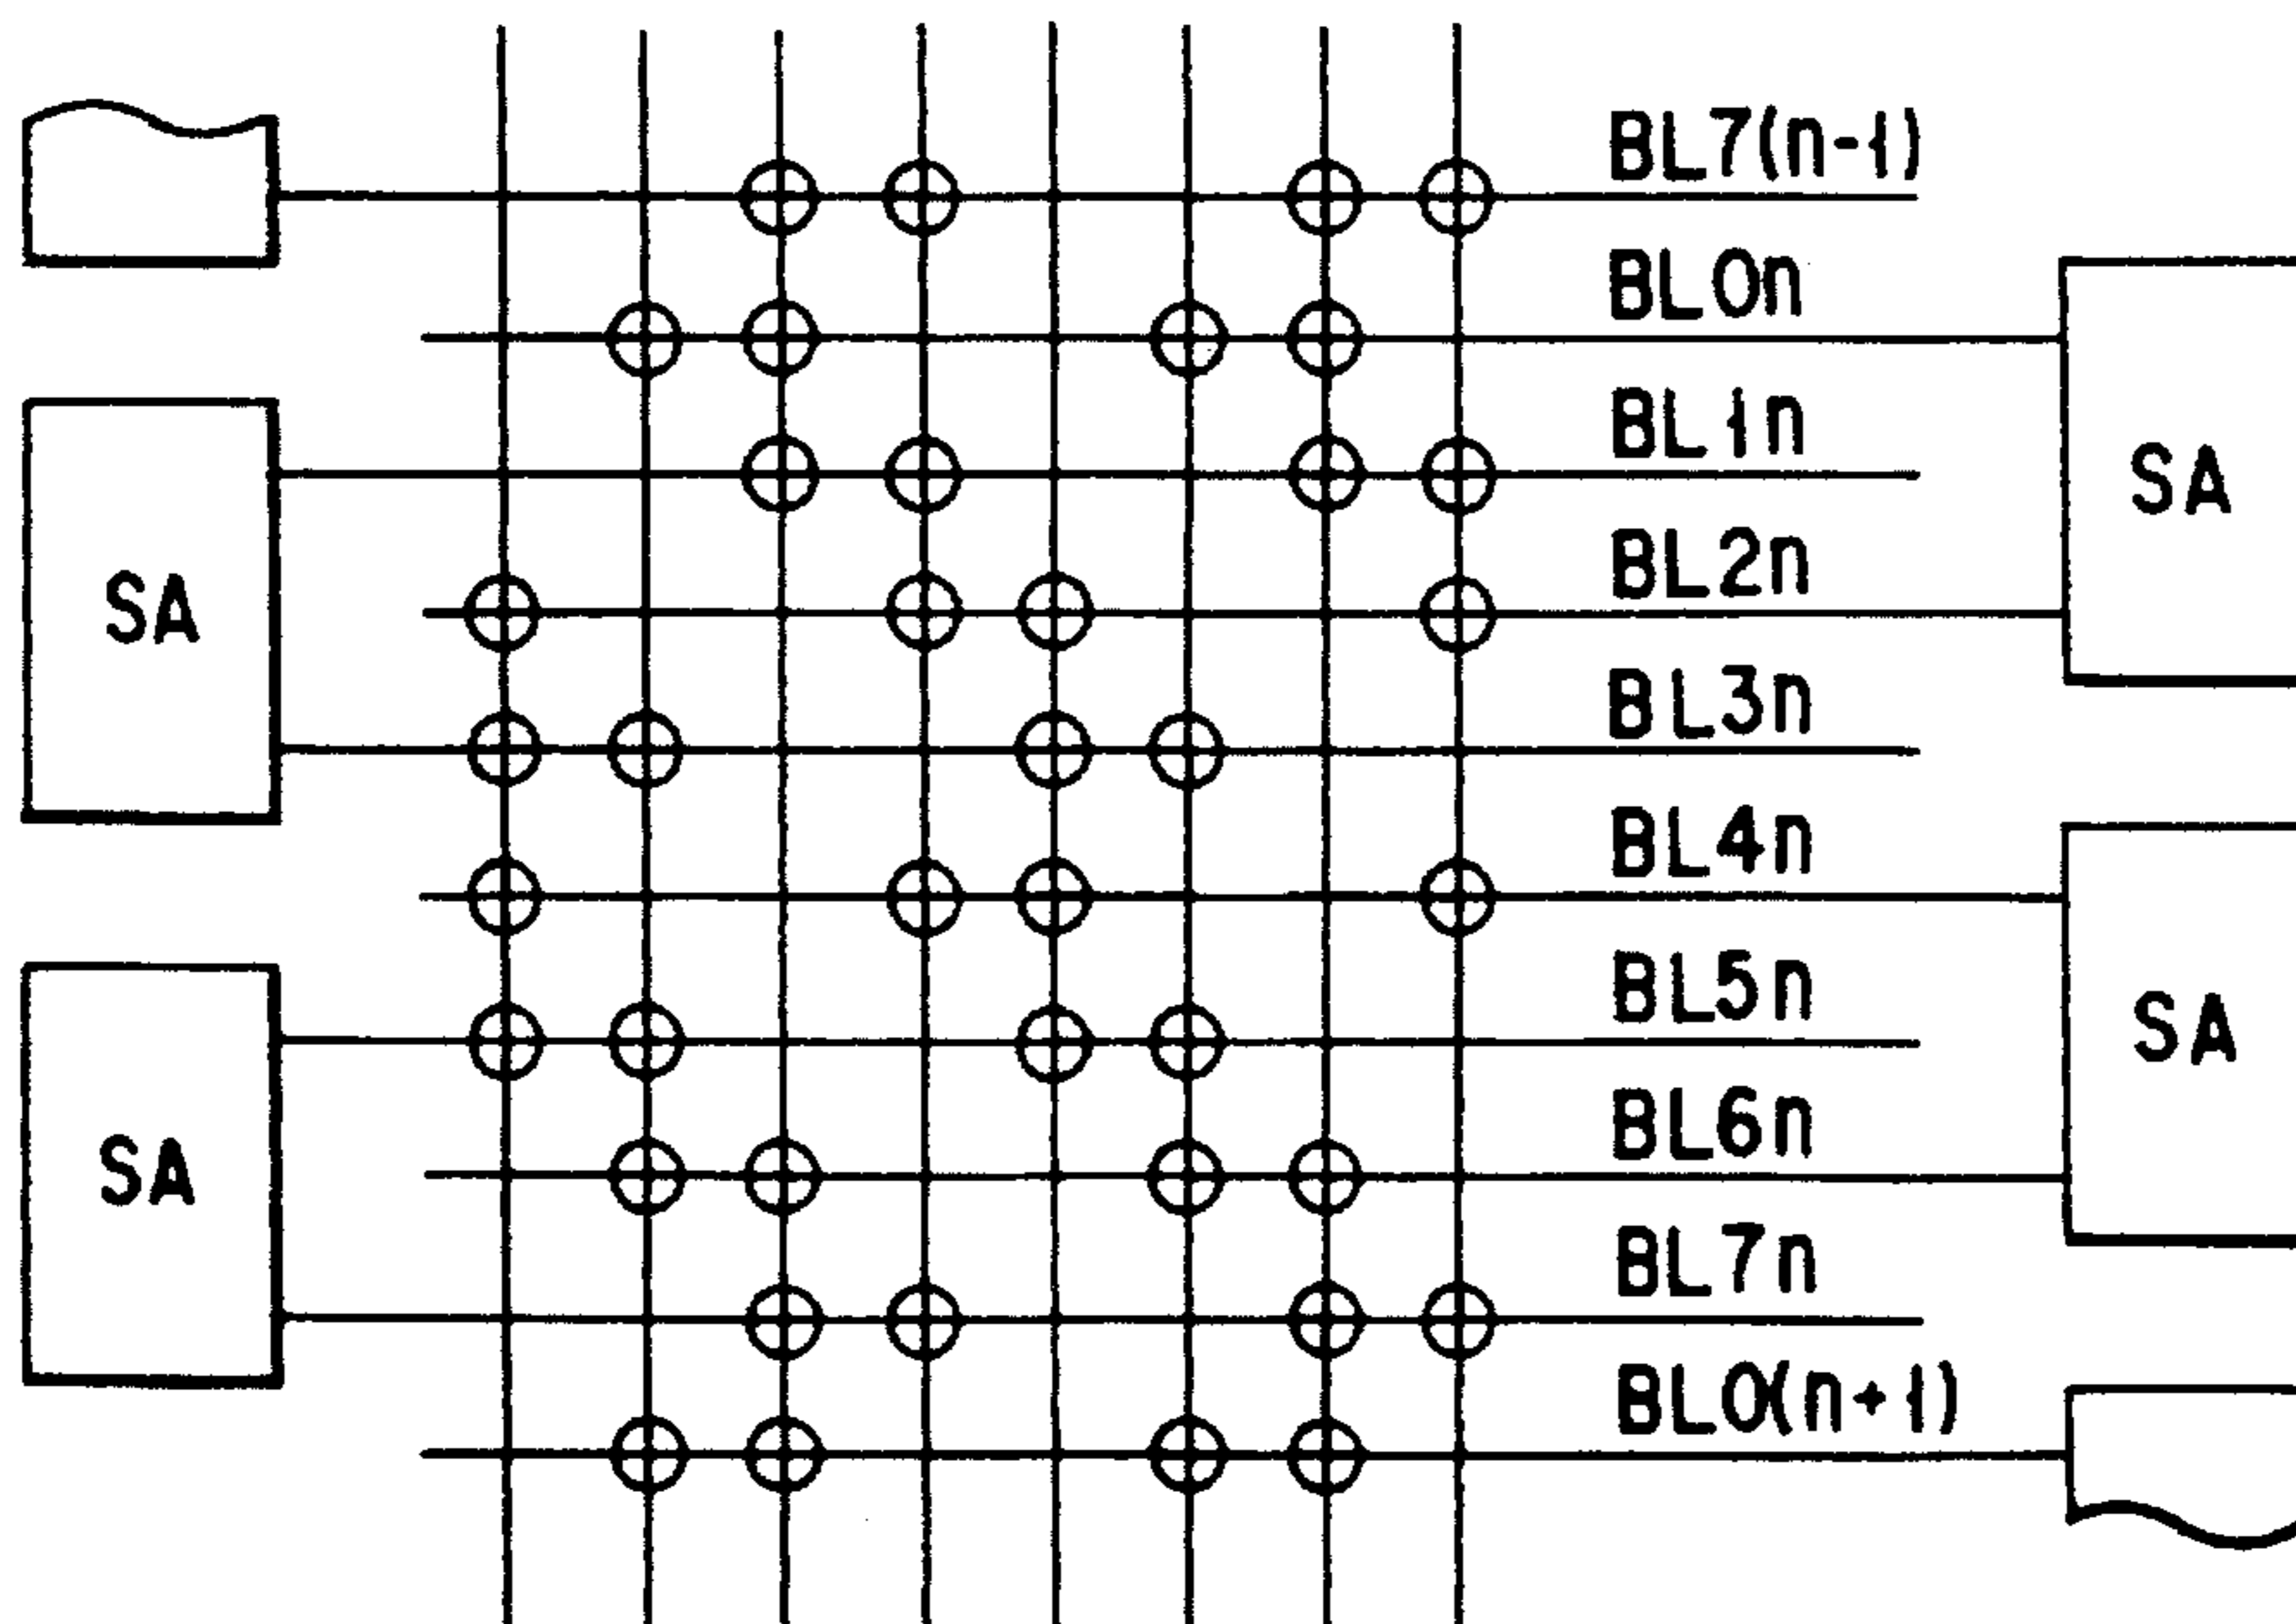 BL7(n-1)
BL0n
BL1n
SA
BL2n
SA
BL3n
BL4n
BL5n
SA
BL6n
SA
BL7n
BL0(n+1)